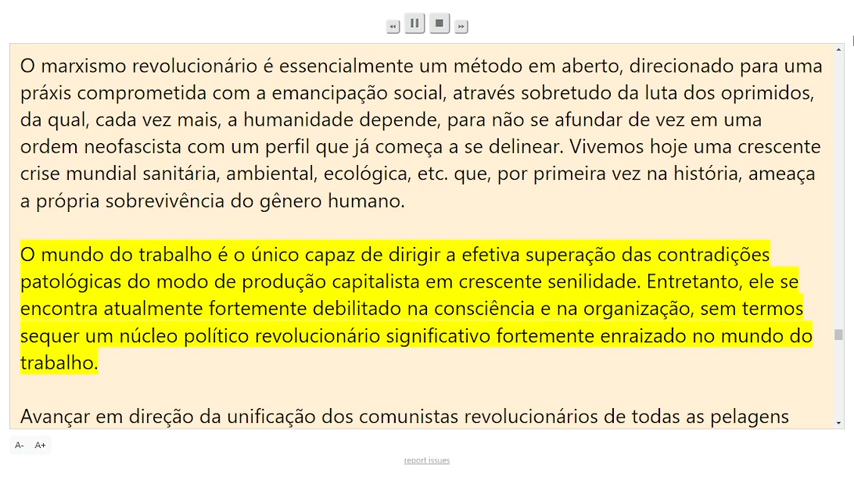 O marxismo revolucionário é essencialmente um método em aberto, direcionado para uma
práxis comprometida com a emancipação social, através sobretudo da luta dos oprimidos,
da qual, cada vez mais, a humanidade depende, para não se afundar de vez em uma
ordem neofascista com um perfil que já começa a se delinear. Vivemos hoje uma crescente
crise mundial sanitária, ambiental, ecológica, etc. que, por primeira vez na história, ameaça
a própria sobrevivência do gênero humano.
O mundo do trabalho é o único capaz de dirigir a efetiva superação das contradições
patológicas do modo de produção capitalista em crescente senilidade. Entretanto, ele se
encontra atualmente fortemente debilitado na consciência e na organização, sem termos
sequer um núcleo político revolucionário significativo fortemente enraizado no mundo do
trabalho.
Avançar em direção da unificação dos comunistas revolucionários de todas as pelagens
A- A+
report issues